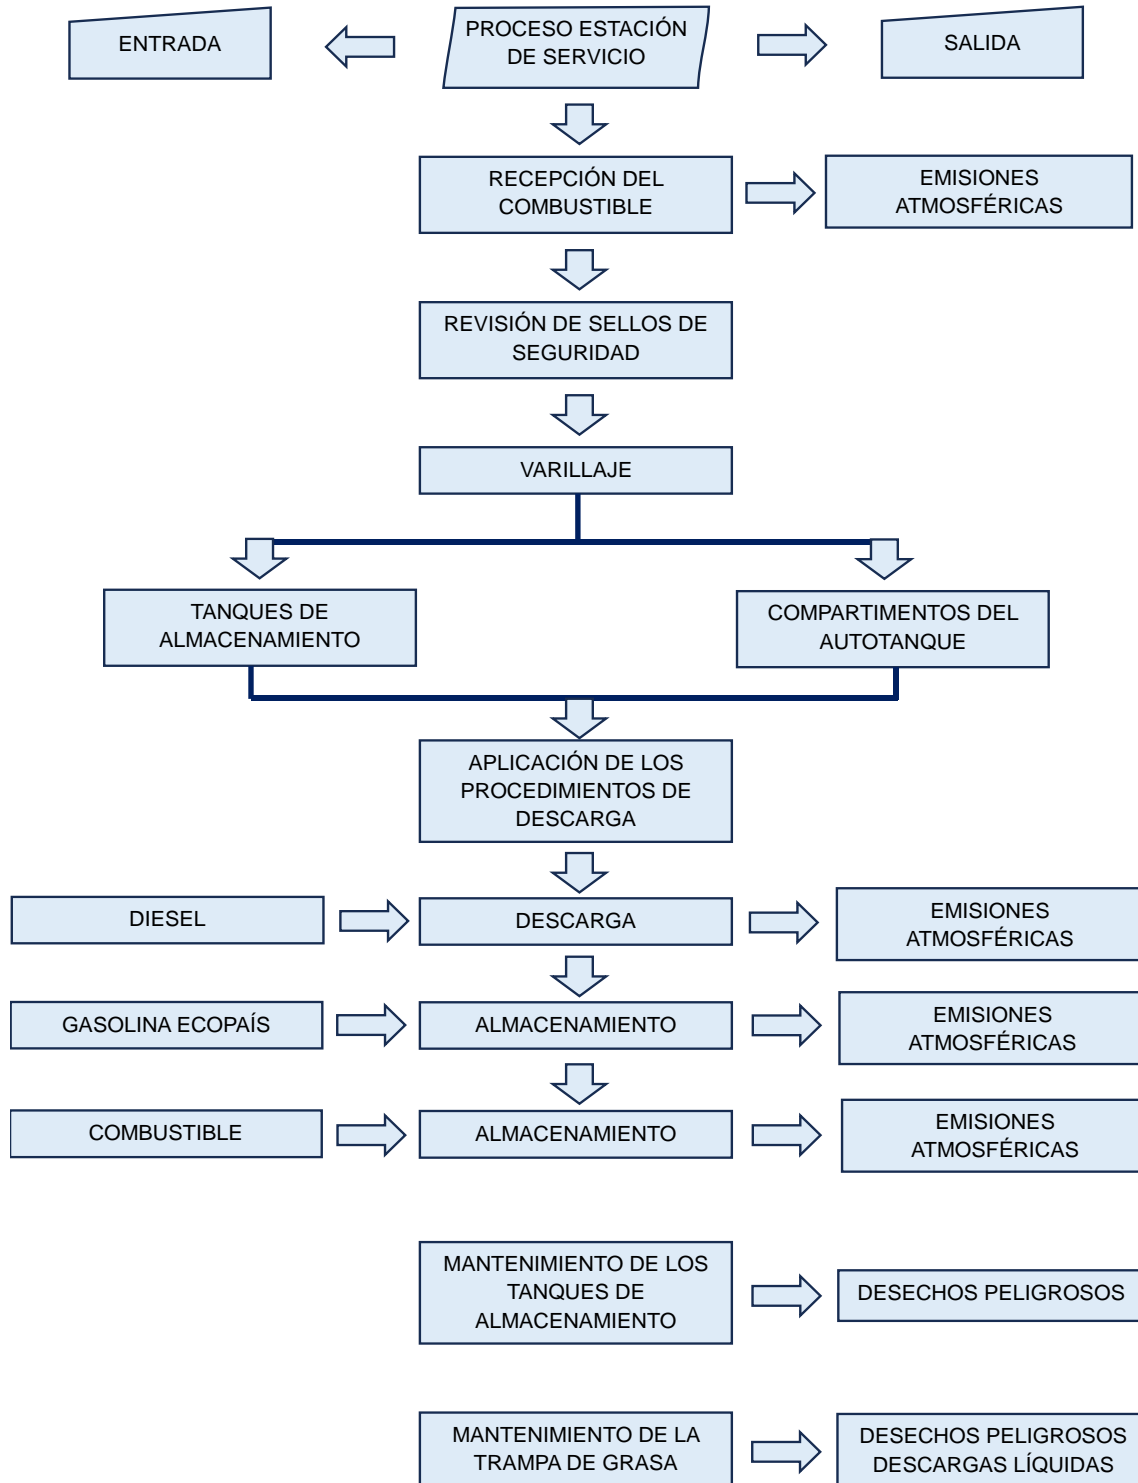 ENTRADA
PROCESO ESTACIÓN
DE SERVICIO
SALIDA
RECEPCIÓN DEL
COMBUSTIBLE
EMISIONES
ATMOSFÉRICAS
REVISIÓN DE SELLOS DE
SEGURIDAD
VARILLAJE
TANQUES DE
ALMACENAMIENTO
COMPARTIMENTOS DEL
AUTOTANQUE
APLICACIÓN DE LOS
PROCEDIMIENTOS DE
DESCARGA
DIESEL
DESCARGA
EMISIONES
ATMOSFÉRICAS
GASOLINA ECOPAÍS
ALMACENAMIENTO
EMISIONES
ATMOSFÉRICAS
COMBUSTIBLE
ALMACENAMIENTO
EMISIONES
ATMOSFÉRICAS
MANTENIMIENTO DE LOS
TANQUES DE
ALMACENAMIENTO
DESECHOS PELIGROSOS
MANTENIMIENTO DE LA
TRAMPA DE GRASA
DESECHOS PELIGROSOS
DESCARGAS LÍQUIDAS